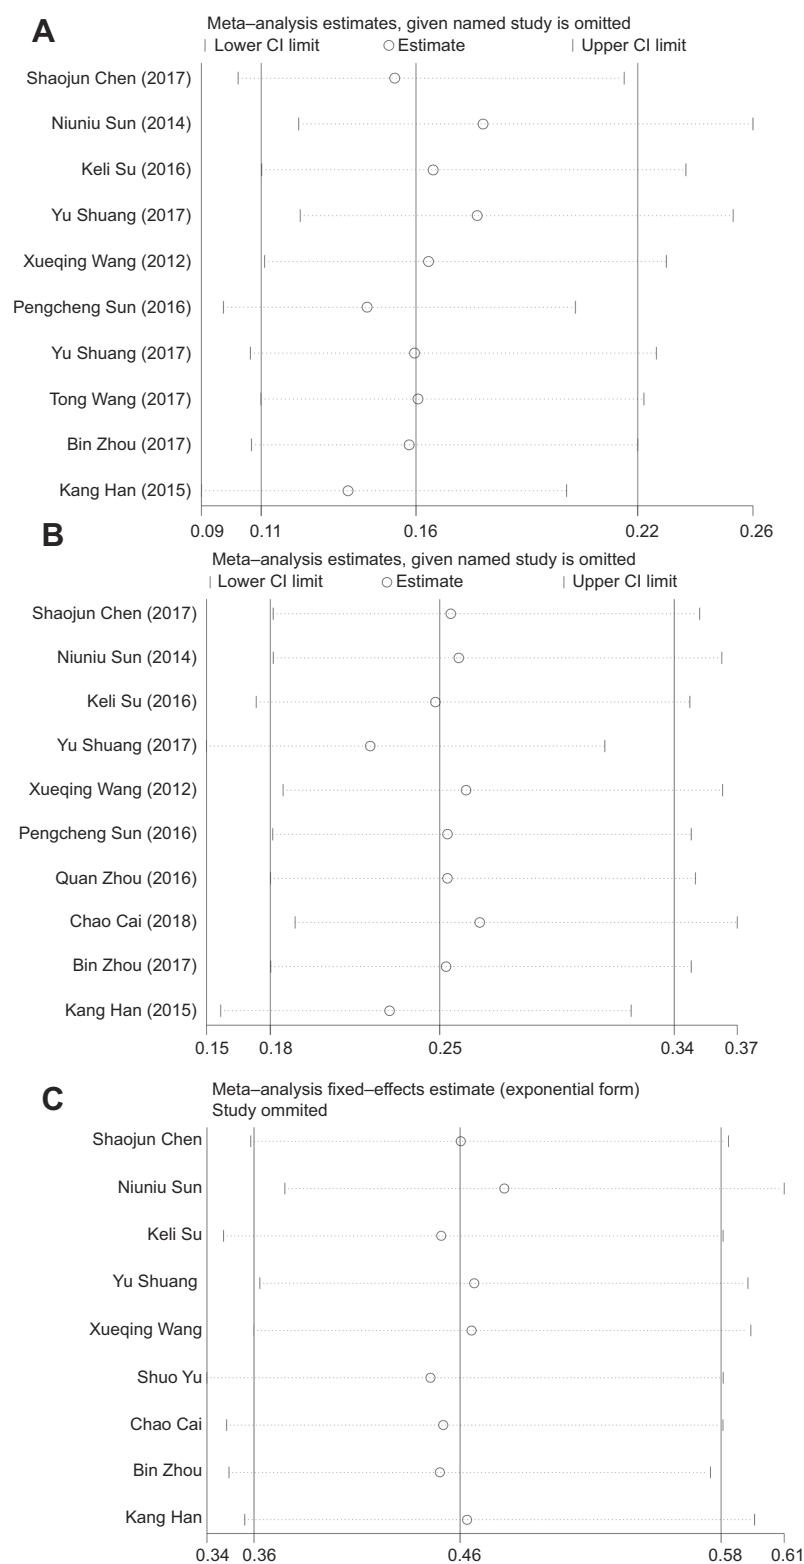 A
Meta–analysis estimates, given named study is omitted
| Lower CI limit ○ Estimate | Upper CI limit
Shaojun Chen (2017)
Niuniu Sun (2014)
Keli Su (2016)
Yu Shuang (2017)
Xueqing Wang (2012)
Pengcheng Sun (2016)
Yu Shuang (2017)
Tong Wang (2017)
Bin Zhou (2017)
Kang Han (2015)
0.09 0.11 0.16 0.22 0.26
B
Meta–analysis estimates, given named study is omitted
| Lower CI limit ○ Estimate | Upper CI limit
Shaojun Chen (2017)
Niuniu Sun (2014)
Keli Su (2016)
Yu Shuang (2017)
Xueqing Wang (2012)
Pengcheng Sun (2016)
Quan Zhou (2016)
Chao Cai (2018)
Bin Zhou (2017)
Kang Han (2015)
0.15 0.18 0.25 0.34 0.37
C
Meta–analysis fixed–effects estimate (exponential form)
Study ommited
Shaojun Chen
Niuniu Sun
Keli Su
Yu Shuang
Xueqing Wang
Shuo Yu
Chao Cai
Bin Zhou
Kang Han
0.34 0.36 0.46 0.58 0.61